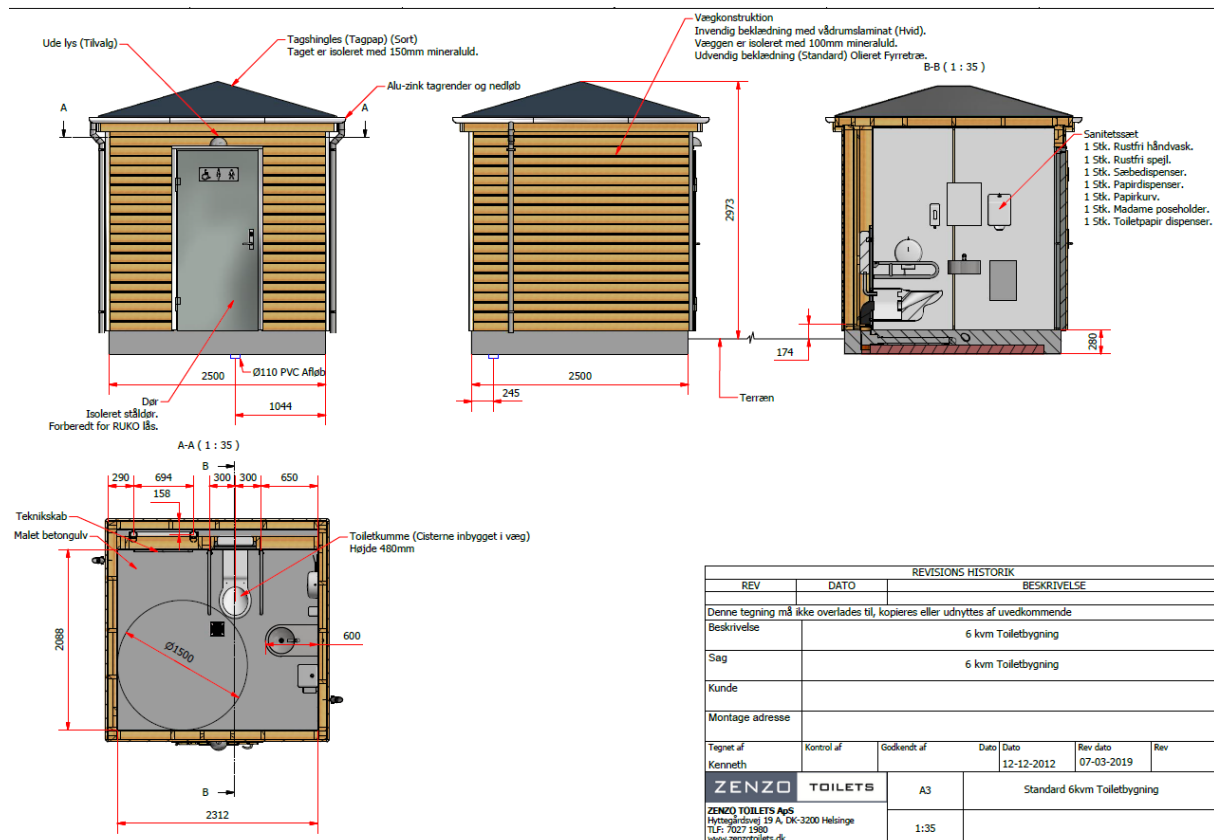 Ude lys (Tilvalg)
Tagshingles (Tagpap) (Sort)
Taget er isoleret med 150mm mineraluld.
Alu-zink tagrender og nedløb
A
A
Vægkonstruktion
Invendig beklædning med vådrumslaminat (Hvid).
Væggen er isoleret med 100mm mineraluld.
Udvendig beklædning (Standard) Olieret Fyrretræ.
B-B ( 1 : 35 )
Sanitetssæt
1 Stk. Rustfri håndvask.
1 Stk. Rustfri spejl.
1 Stk. Sæbedispenser.
1 Stk. Papirdispenser.
1 Stk. Papirkurv.
1 Stk. Madame poseholder.
1 Stk. Toiletpapir dispenser.
2973
174
280
Ø110 PVC Afløb
2500
1044
Dør
Isoleret ståldør.
Forberedt for RUKO lås.
2500
245
Terræn
A-A ( 1 : 35 )
B
290
694
300
300
650
158
Teknikskab
Malet betongulv
Toiletkumme (Cisterne inbygget i væg)
Højde 480mm
2088
Ø1500
600
B
2312
REVISIONS HISTORIK
REV DATO BESKRIVELSE
Denne tegning må ikke overlades til, kopieres eller udnyttes af uvedkommende
Beskrivelse 6 kvm Toiletbygning
Sag 6 kvm Toiletbygning
Kunde
Montage adresse
Tegnet af Kontrol af Godkendt af Dato Dato Rev dato Rev
Kenneth 12-12-2012 07-03-2019
ZENZO TOILETS A3 Standard 6kvm Toiletbygning
ZENZO TOILETS ApS
Hyttegårdsvej 19 A, DK-3200 Helsinge
TLF: 7027 1980 1:35
www.zenzotoilets.dk